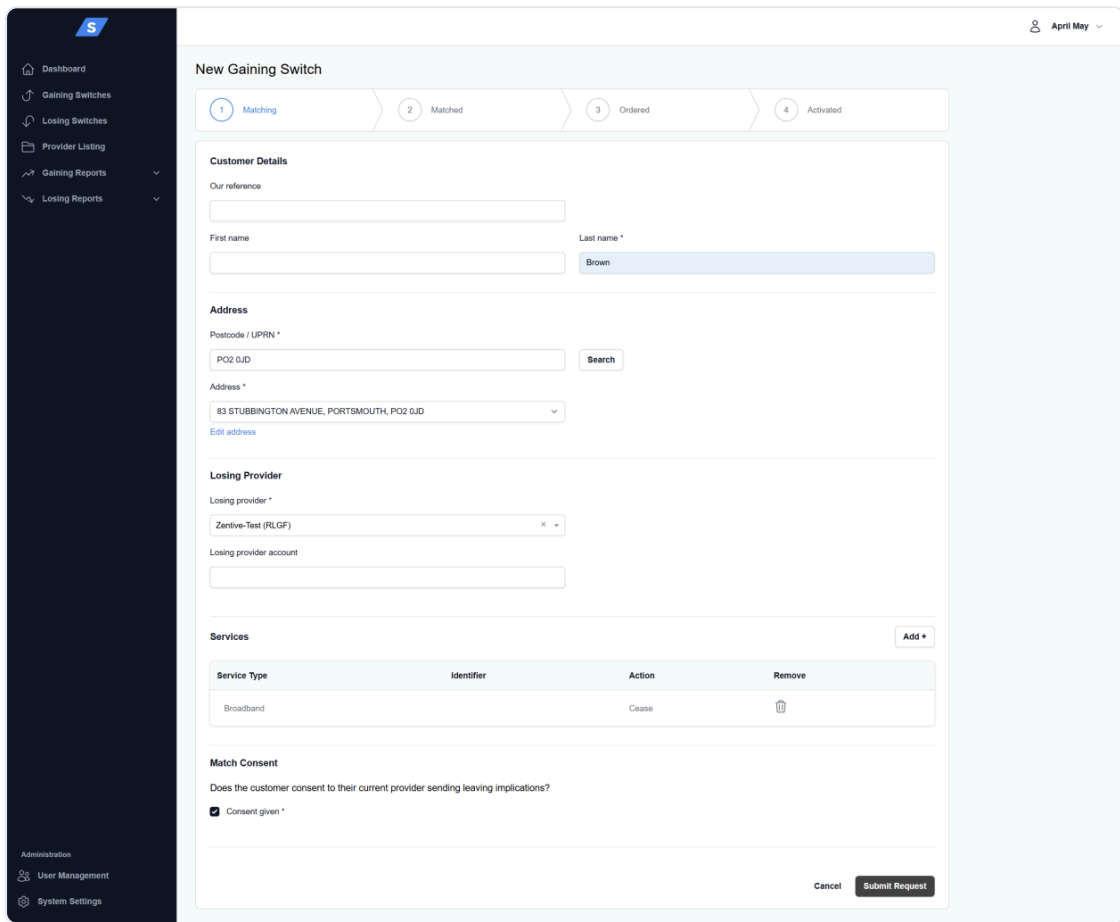 S
April May
Dashboard
Gaining Switches
Losing Switches
Provider Listing
Gaining Reports
Losing Reports
Administration
User Management
System Settings
New Gaining Switch
1 Matching 2 Matched 3 Ordered 4 Activated
Customer Details
Our reference
First name Last name *
Brown
Address
Postcode / UPRN *
PO2 0JD Search
Address *
83 STUBBINGTON AVENUE, PORTSMOUTH, PO2 0JD
Edit address
Losing Provider
Losing provider *
Zentive-Test (RLGF) ×
Losing provider account
Services Add +
Service Type Identifier Action Remove
Broadband Cease
Match Consent
Does the customer consent to their current provider sending leaving implications?
Consent given *
Cancel Submit Request